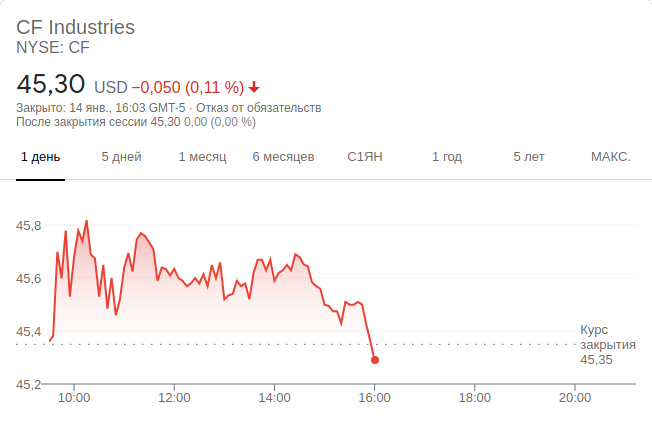 CF Industries
NYSE: CF
45,30 USD −0,050 (0,11 %)
Закрыто: 14 янв., 16:03 GMT-5 · Отказ от обязательств
После закрытия сессии 45,30 0,00 (0,00 %)
1 день 5 дней 1 месяц 6 месяцев С1ЯН 1 год 5 лет МАКС.
45,8
45,6
45,4
Курс
закрытия
45,35
45,2
10:00 12:00 14:00 16:00 18:00 20:00